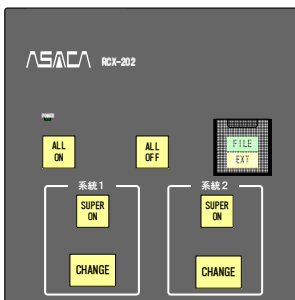 ASACA RCX-202
POWER
ALL
ON
ALL
OFF
FILE
EXT
系統1
系統2
SUPER
ON
SUPER
ON
CHANGE
CHANGE